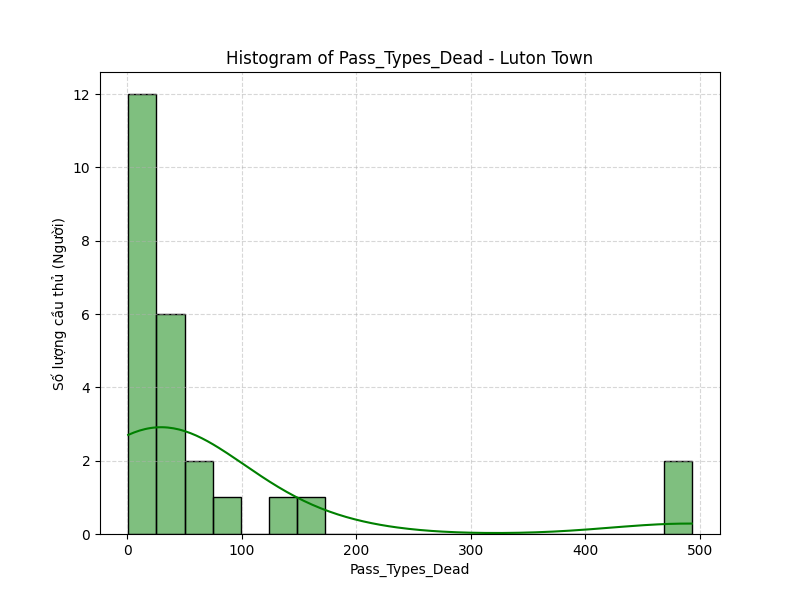 Histogram of Pass_Types_Dead - Luton Town
Số lượng cầu thủ (Người)
12
10
8
6
4
2
0
0 100 200 300 400 500
Pass_Types_Dead